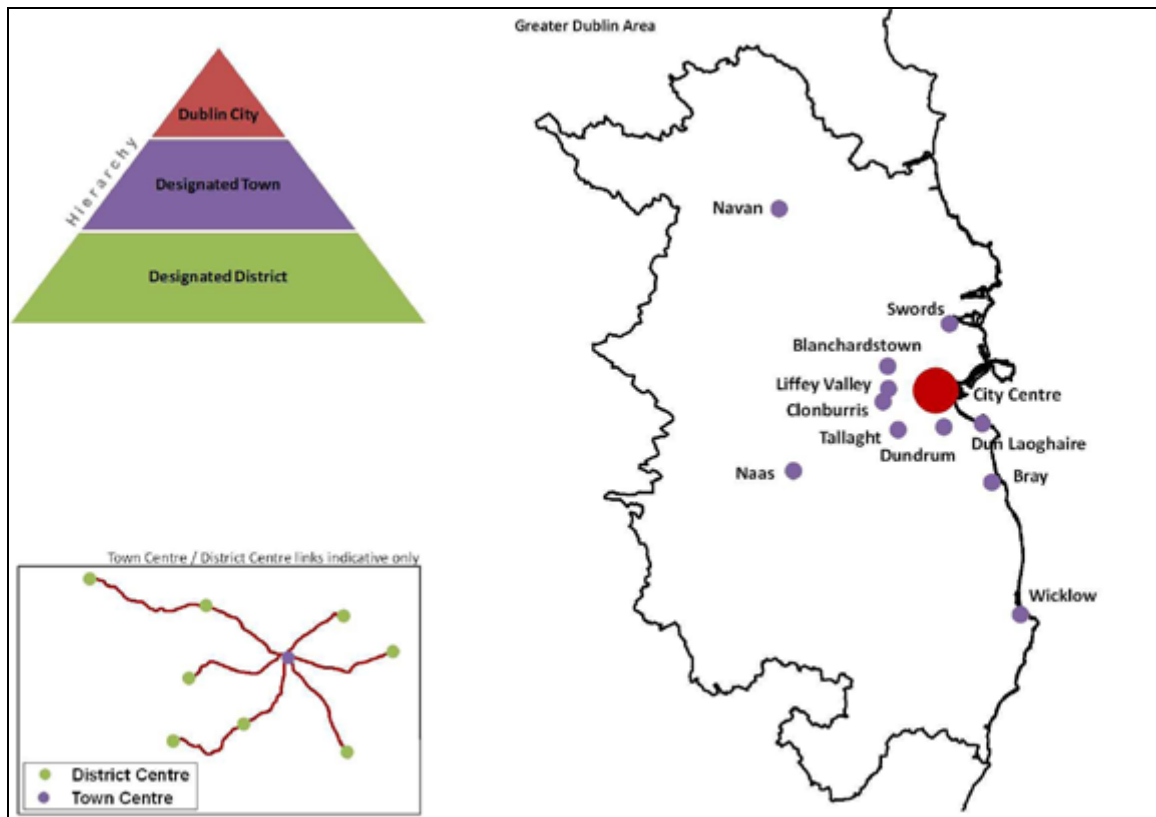 Greater Dublin Area
Dublin City
Hierarchy
Designated Town
Designated District
Navan
Swords
Blanchardstown
Liffey Valley
City Centre
Clonburris
Tallaght
Dun Laoghaire
Dundrum
Naas
Bray
Wicklow
Town Centre / District Centre links indicative only
District Centre
Town Centre